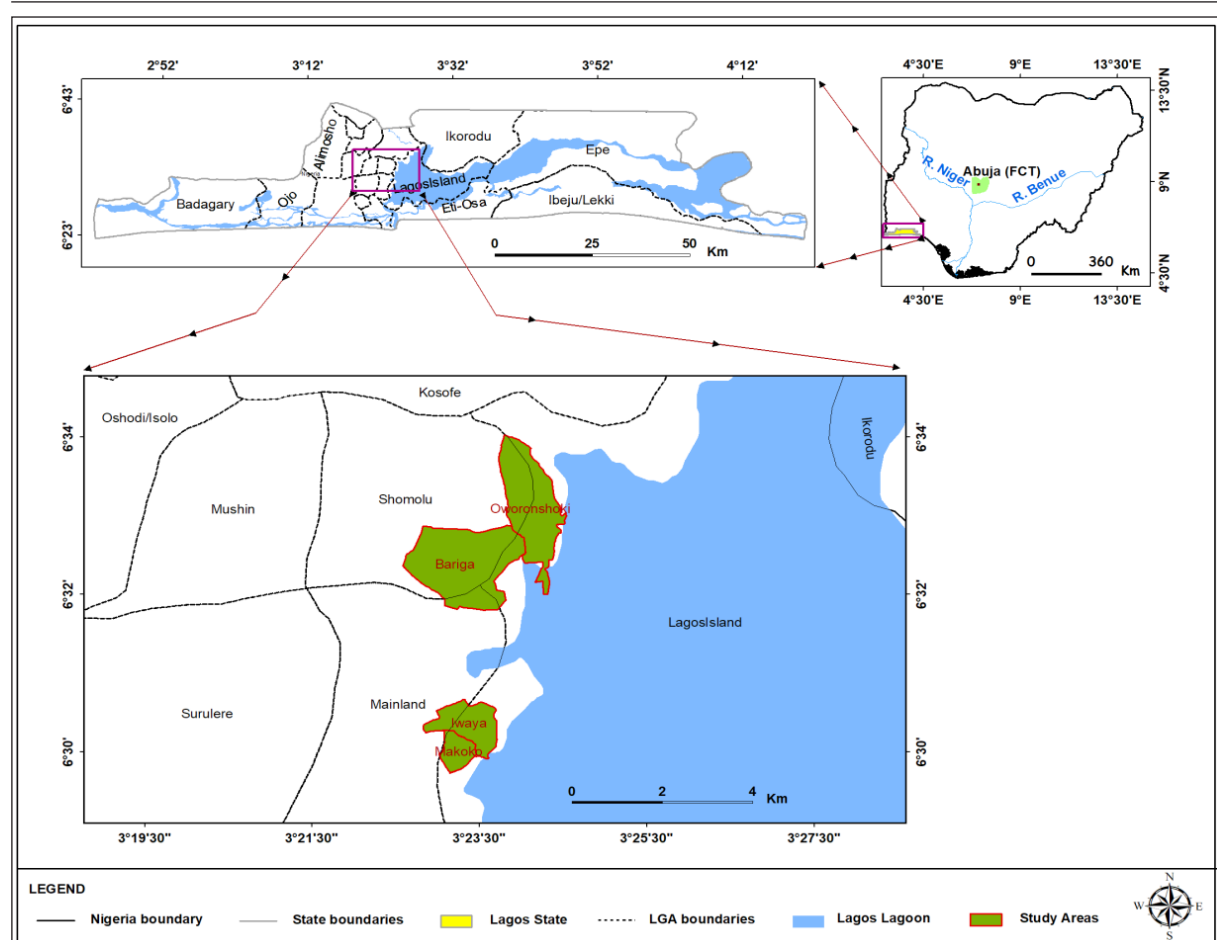 2°52' 3°12' 3°32' 3°52' 4°12'
6°43'
6°23'
Alimosho
Ikorodu
Epe
Ojo
LagosIsland
Badagary
Eti-Osa
Ibeju/Lekki
0 25 50
Km
4°30'E 9°E 13°30'E
13°30'N
9°N
4°30'N
R. Niger
Abuja (FCT)
R. Benue
0 360
Km
4°30'E 9°E 13°30'E
Kosofe
Oshodi/Isolo
Ikorodu
6°34'
6°34'
Mushin
Shomolu
Oworonshoki
Bariga
6°32'
6°32'
LagosIsland
Surulere
Mainland
Iwaya
Makoko
6°30'
6°30'
0 2 4
Km
3°19'30" 3°21'30" 3°23'30" 3°25'30" 3°27'30"
LEGEND
Nigeria boundary State boundaries Lagos State LGA boundaries Lagos Lagoon Study Areas
N
W E
S